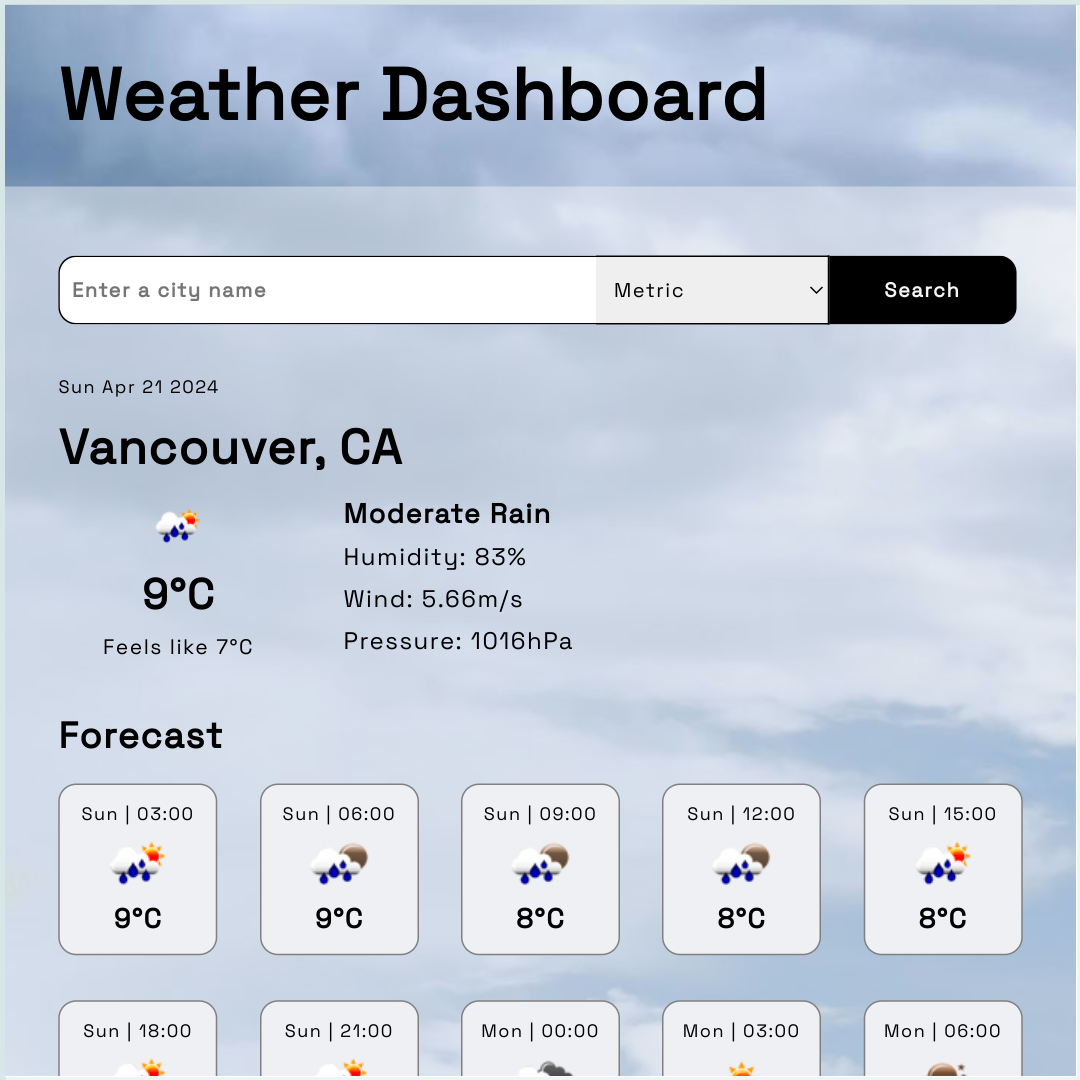 Weather Dashboard
Enter a city name Metric Search
Sun Apr 21 2024
Vancouver, CA
Moderate Rain
Humidity: 83%
9°C
Wind: 5.66m/s
Feels like 7°C
Pressure: 1016hPa
Forecast
Sun | 03:00 Sun | 06:00 Sun | 09:00 Sun | 12:00 Sun | 15:00
9°C 9°C 8°C 8°C 8°C
Sun | 18:00 Sun | 21:00 Mon | 00:00 Mon | 03:00 Mon | 06:00